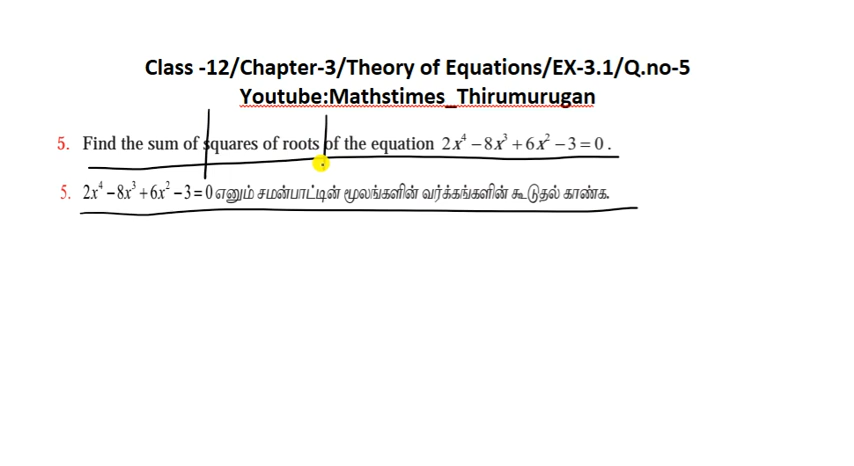 Class -12/Chapter-3/Theory of Equations/EX-3.1/Q.no-5
Youtube:Mathstimes_Thirumurugan
5. Find the sum of squares of roots of the equation 2x⁴ − 8x³ + 6x² − 3 = 0 .
5. 2x⁴ − 8x³ + 6x² − 3 = 0 எனும் சமன்பாட்டின் மூலங்களின் வர்க்கங்களின் கூடுதல் காண்க.